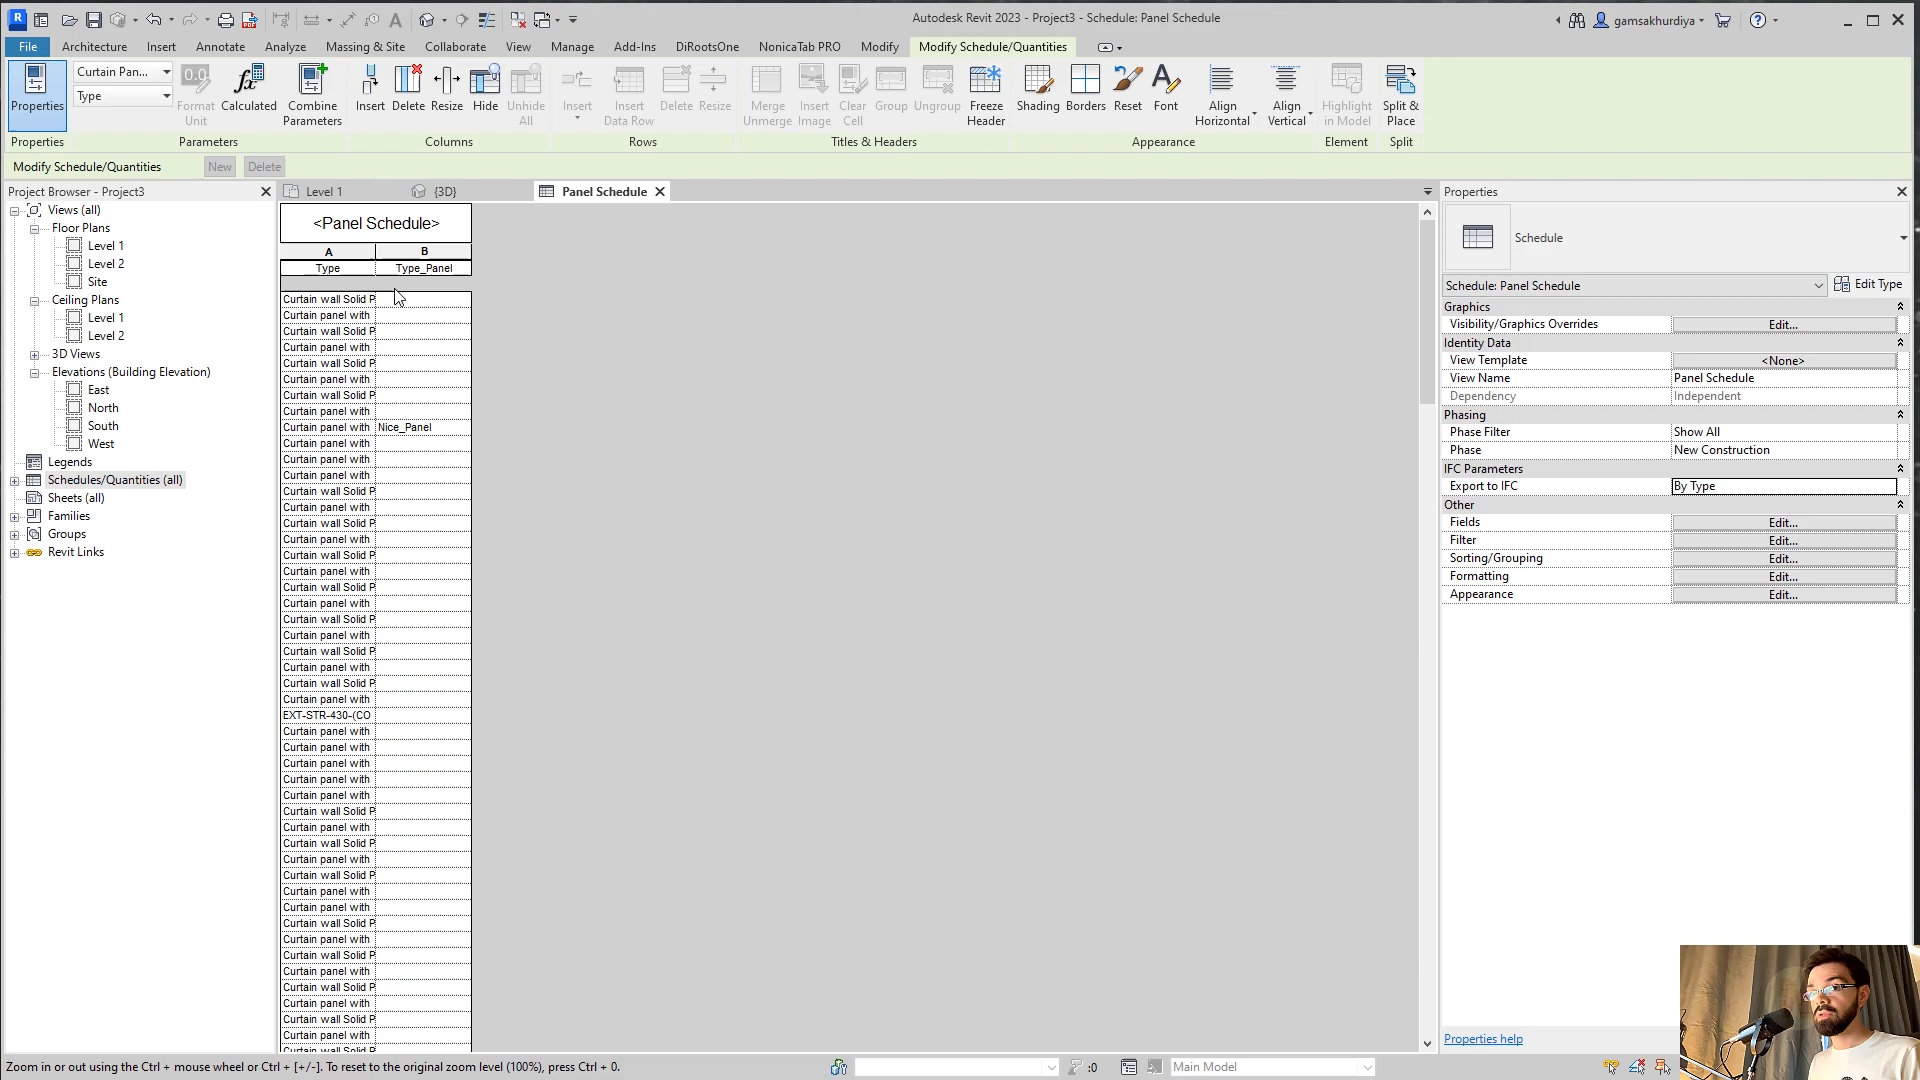 Autodesk Revit 2023 - Project3 - Schedule: Panel Schedule
gamsakhurdiya
File Architecture Insert Annotate Analyze Massing & Site Collaborate View Manage Add-Ins DiRootsOne NonicaTab PRO Modify Modify Schedule/Quantities
Properties
Curtain Pan...
Type
Format Unit
Calculated
Combine Parameters
Insert
Delete
Resize
Hide
Unhide All
Insert
Insert Data Row
Delete
Resize
Merge Unmerge
Insert Image
Clear Cell
Group
Ungroup
Freeze Header
Shading
Borders
Reset
Font
Align Horizontal
Align Vertical
Highlight in Model
Split & Place
Properties Parameters Columns Rows Titles & Headers Appearance Element Split
Modify Schedule/Quantities New Delete
Project Browser - Project3
Views (all)
Floor Plans
Level 1
Level 2
Site
Ceiling Plans
Level 1
Level 2
3D Views
Elevations (Building Elevation)
East
North
South
West
Legends
Schedules/Quantities (all)
Sheets (all)
Families
Groups
Revit Links
Level 1 {3D} Panel Schedule
<Panel Schedule>
A B
Type Type_Panel
Curtain wall Solid P
Curtain panel with
Curtain wall Solid P
Curtain panel with
Curtain wall Solid P
Curtain panel with
Curtain wall Solid P
Curtain panel with
Curtain panel with Nice_Panel
Curtain panel with
Curtain panel with
Curtain panel with
Curtain wall Solid P
Curtain panel with
Curtain wall Solid P
Curtain panel with
Curtain wall Solid P
Curtain panel with
Curtain wall Solid P
Curtain panel with
Curtain wall Solid P
Curtain panel with
Curtain wall Solid P
Curtain panel with
Curtain wall Solid P
Curtain panel with
EXT-STR-430-(CO
Curtain panel with
Curtain panel with
Curtain panel with
Curtain panel with
Curtain panel with
Curtain wall Solid P
Curtain panel with
Curtain wall Solid P
Curtain panel with
Curtain wall Solid P
Curtain panel with
Curtain panel with
Curtain wall Solid P
Curtain panel with
Curtain wall Solid P
Curtain panel with
Curtain wall Solid P
Curtain panel with
Curtain wall Solid P
Curtain panel with
Curtain wall Solid P
Properties
Schedule
Schedule: Panel Schedule Edit Type
Graphics
Visibility/Graphics Overrides Edit...
Identity Data
View Template <None>
View Name Panel Schedule
Dependency Independent
Phasing
Phase Filter Show All
Phase New Construction
IFC Parameters
Export to IFC By Type
Other
Fields Edit...
Filter Edit...
Sorting/Grouping Edit...
Formatting Edit...
Appearance Edit...
Properties help
Zoom in or out using the Ctrl + mouse wheel or Ctrl + [+/-]. To reset to the original zoom level (100%), press Ctrl + 0.
:0
Main Model